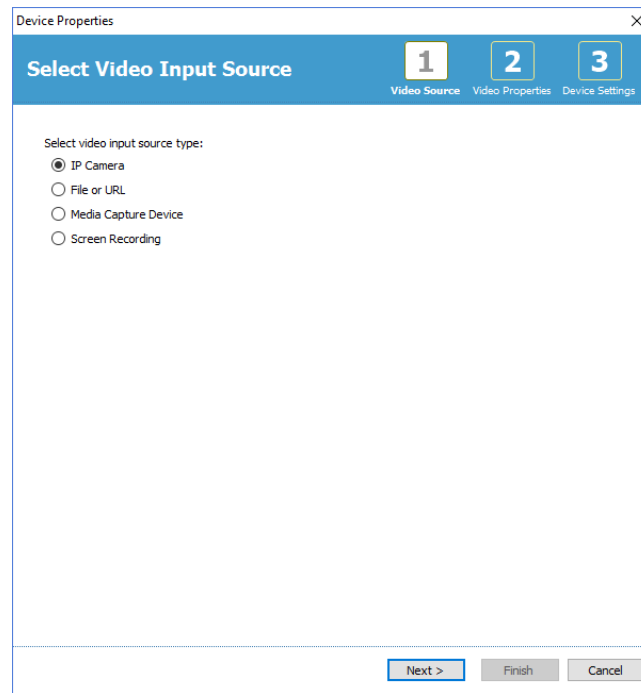 Device Properties
Select Video Input Source
1 2 3
Video Source Video Properties Device Settings
Select video input source type:
IP Camera
File or URL
Media Capture Device
Screen Recording
Next > Finish Cancel